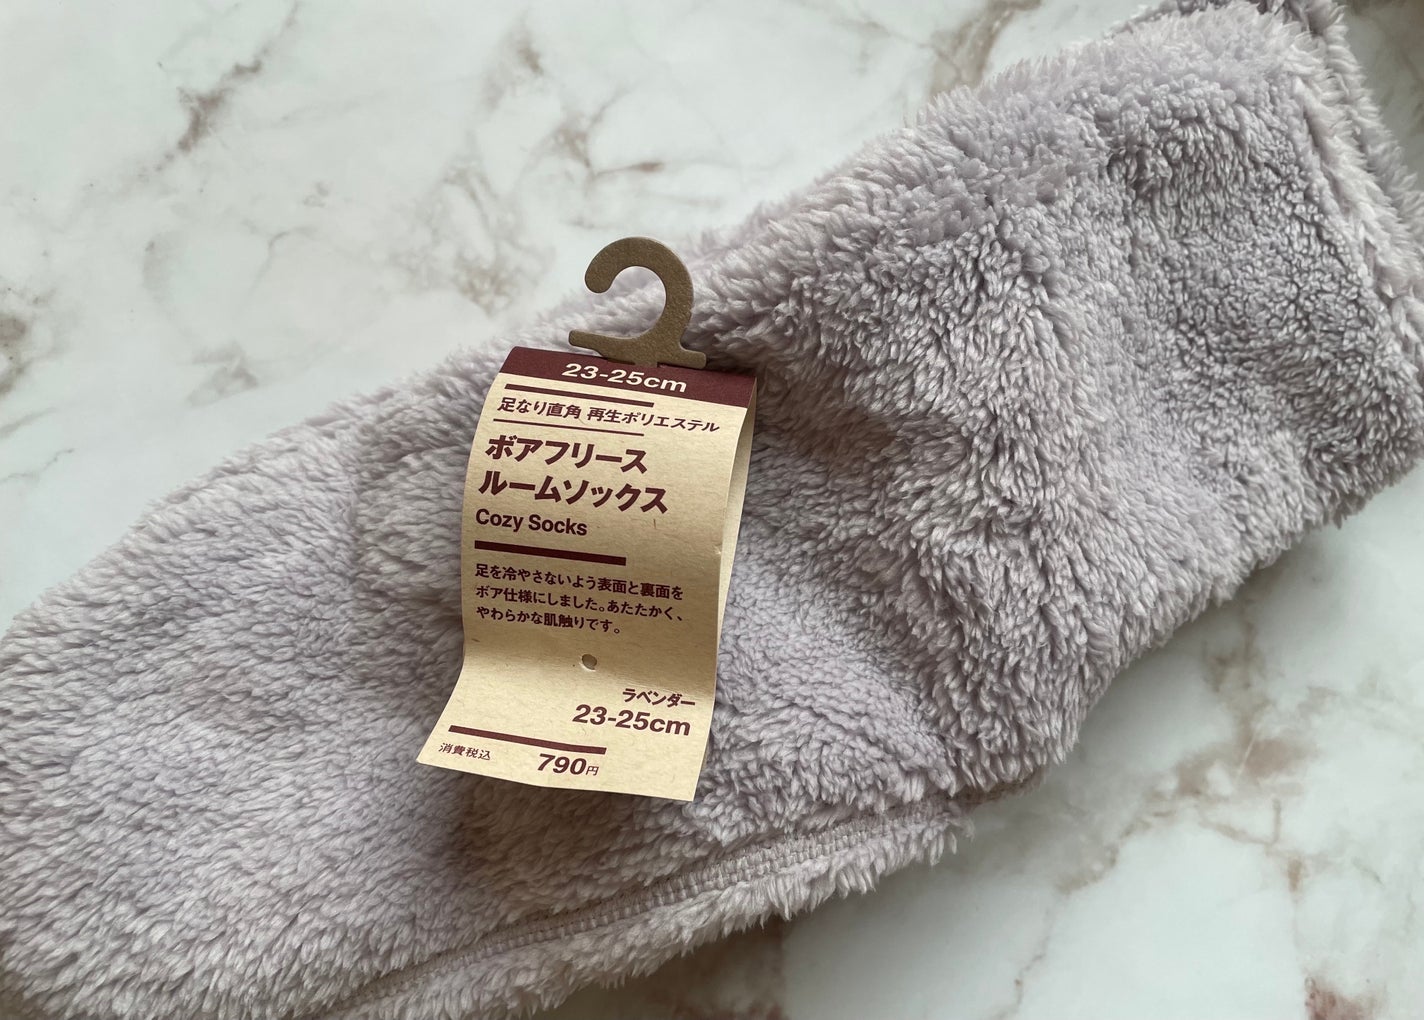 23-25cm
足なり直角 再生ポリエステル
ボアフリース
ルームソックス
Cozy Socks
足を冷やさないよう表面と裏面を
ボア仕様にしました。あたたかく、
やわらかな肌触りです。
ラベンダー
23-25cm
消費税込 790円